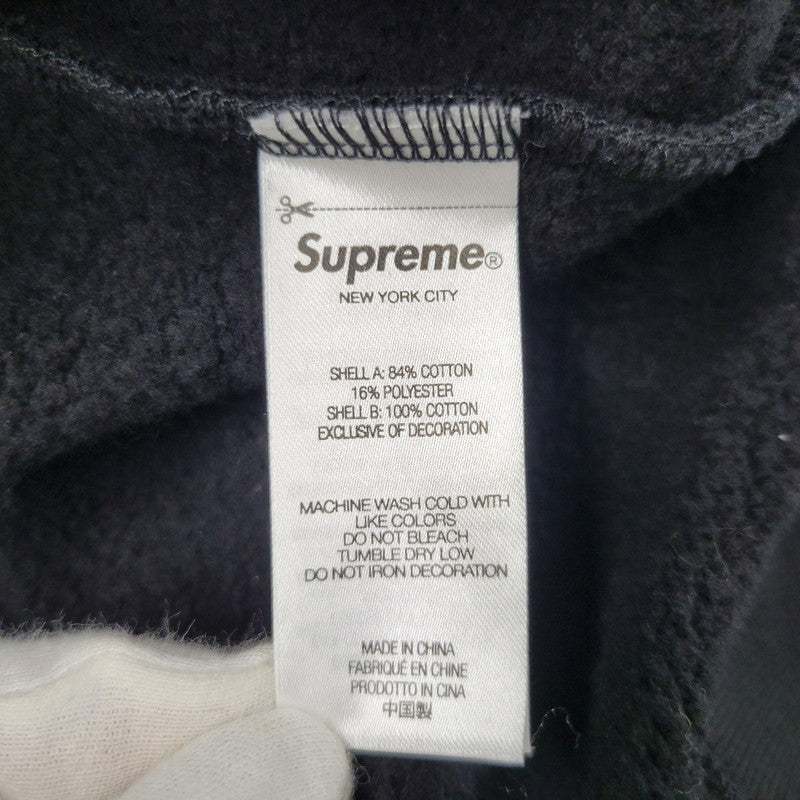 Supreme®
NEW YORK CITY
SHELL A: 84% COTTON
16% POLYESTER
SHELL B: 100% COTTON
EXCLUSIVE OF DECORATION
MACHINE WASH COLD WITH
LIKE COLORS
DO NOT BLEACH
TUMBLE DRY LOW
DO NOT IRON DECORATION
MADE IN CHINA
FABRIQUÉ EN CHINE
PRODOTTO IN CINA
中国製